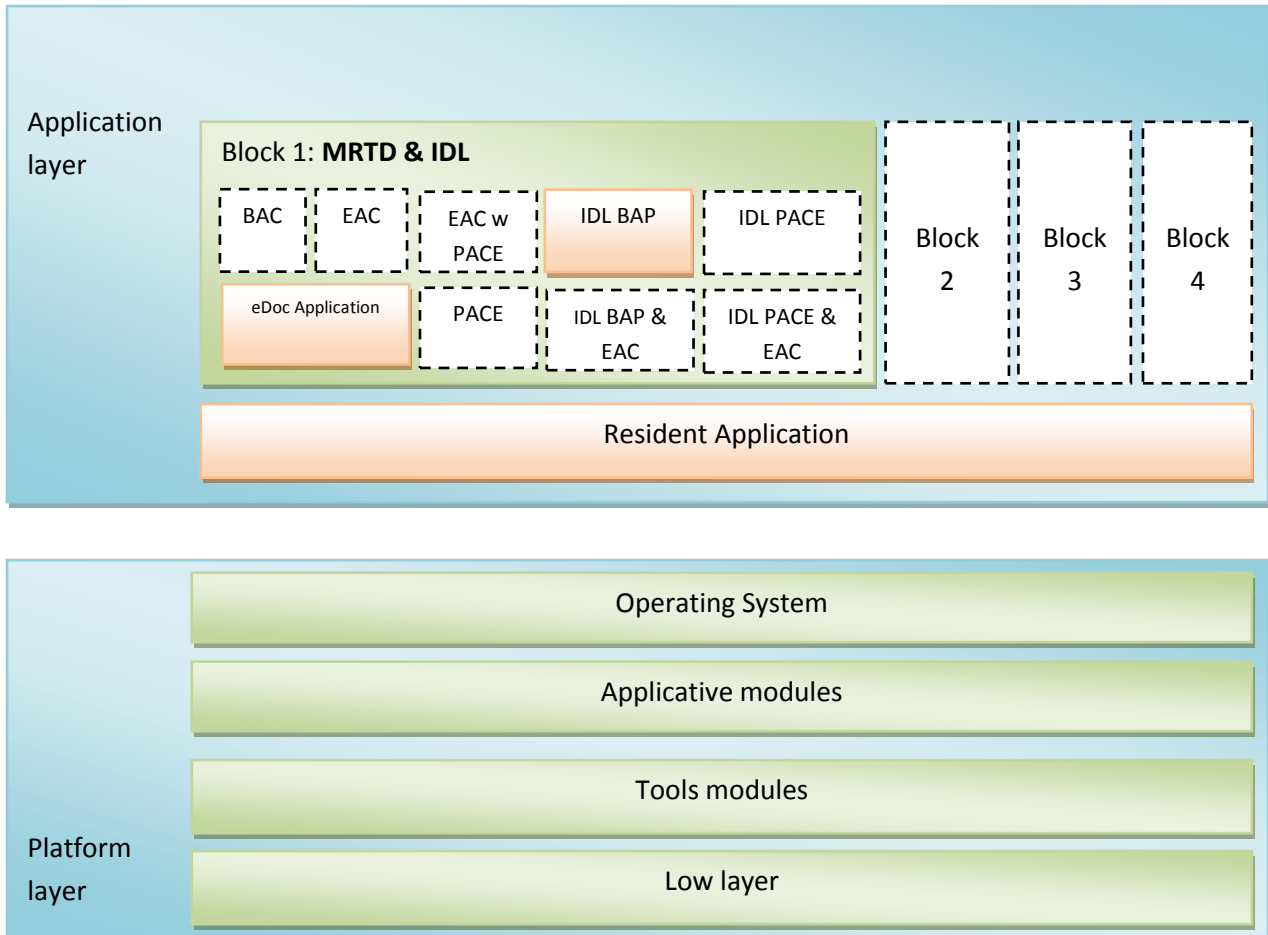 Application
layer
Block 1: MRTD & IDL
BAC
EAC
EAC w
PACE
IDL BAP
IDL PACE
eDoc Application
PACE
IDL BAP &
EAC
IDL PACE &
EAC
Block
2
Block
3
Block
4
Resident Application
Operating System
Applicative modules
Tools modules
Platform
layer
Low layer